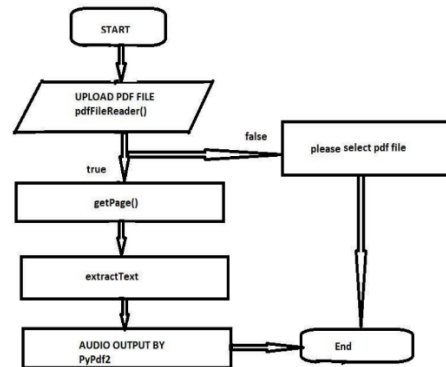 START
UPLOAD PDF FILE
pdfFileReader()
false
please select pdf file
true
getPage()
extractText
AUDIO OUTPUT BY
PyPdf2
End